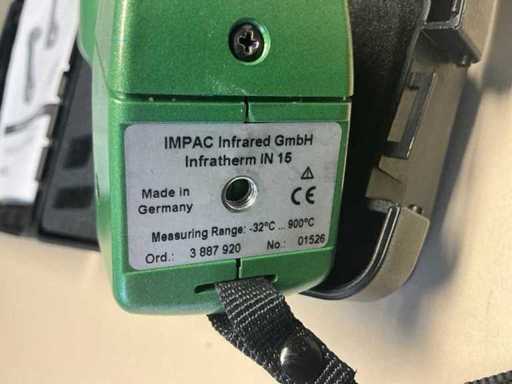 IMPAC Infrared GmbH
Infratherm IN 15
Made in
Germany
CE
Measuring Range: -32°C ... 900°C
Ord.: 3 887 920 No.: 01526